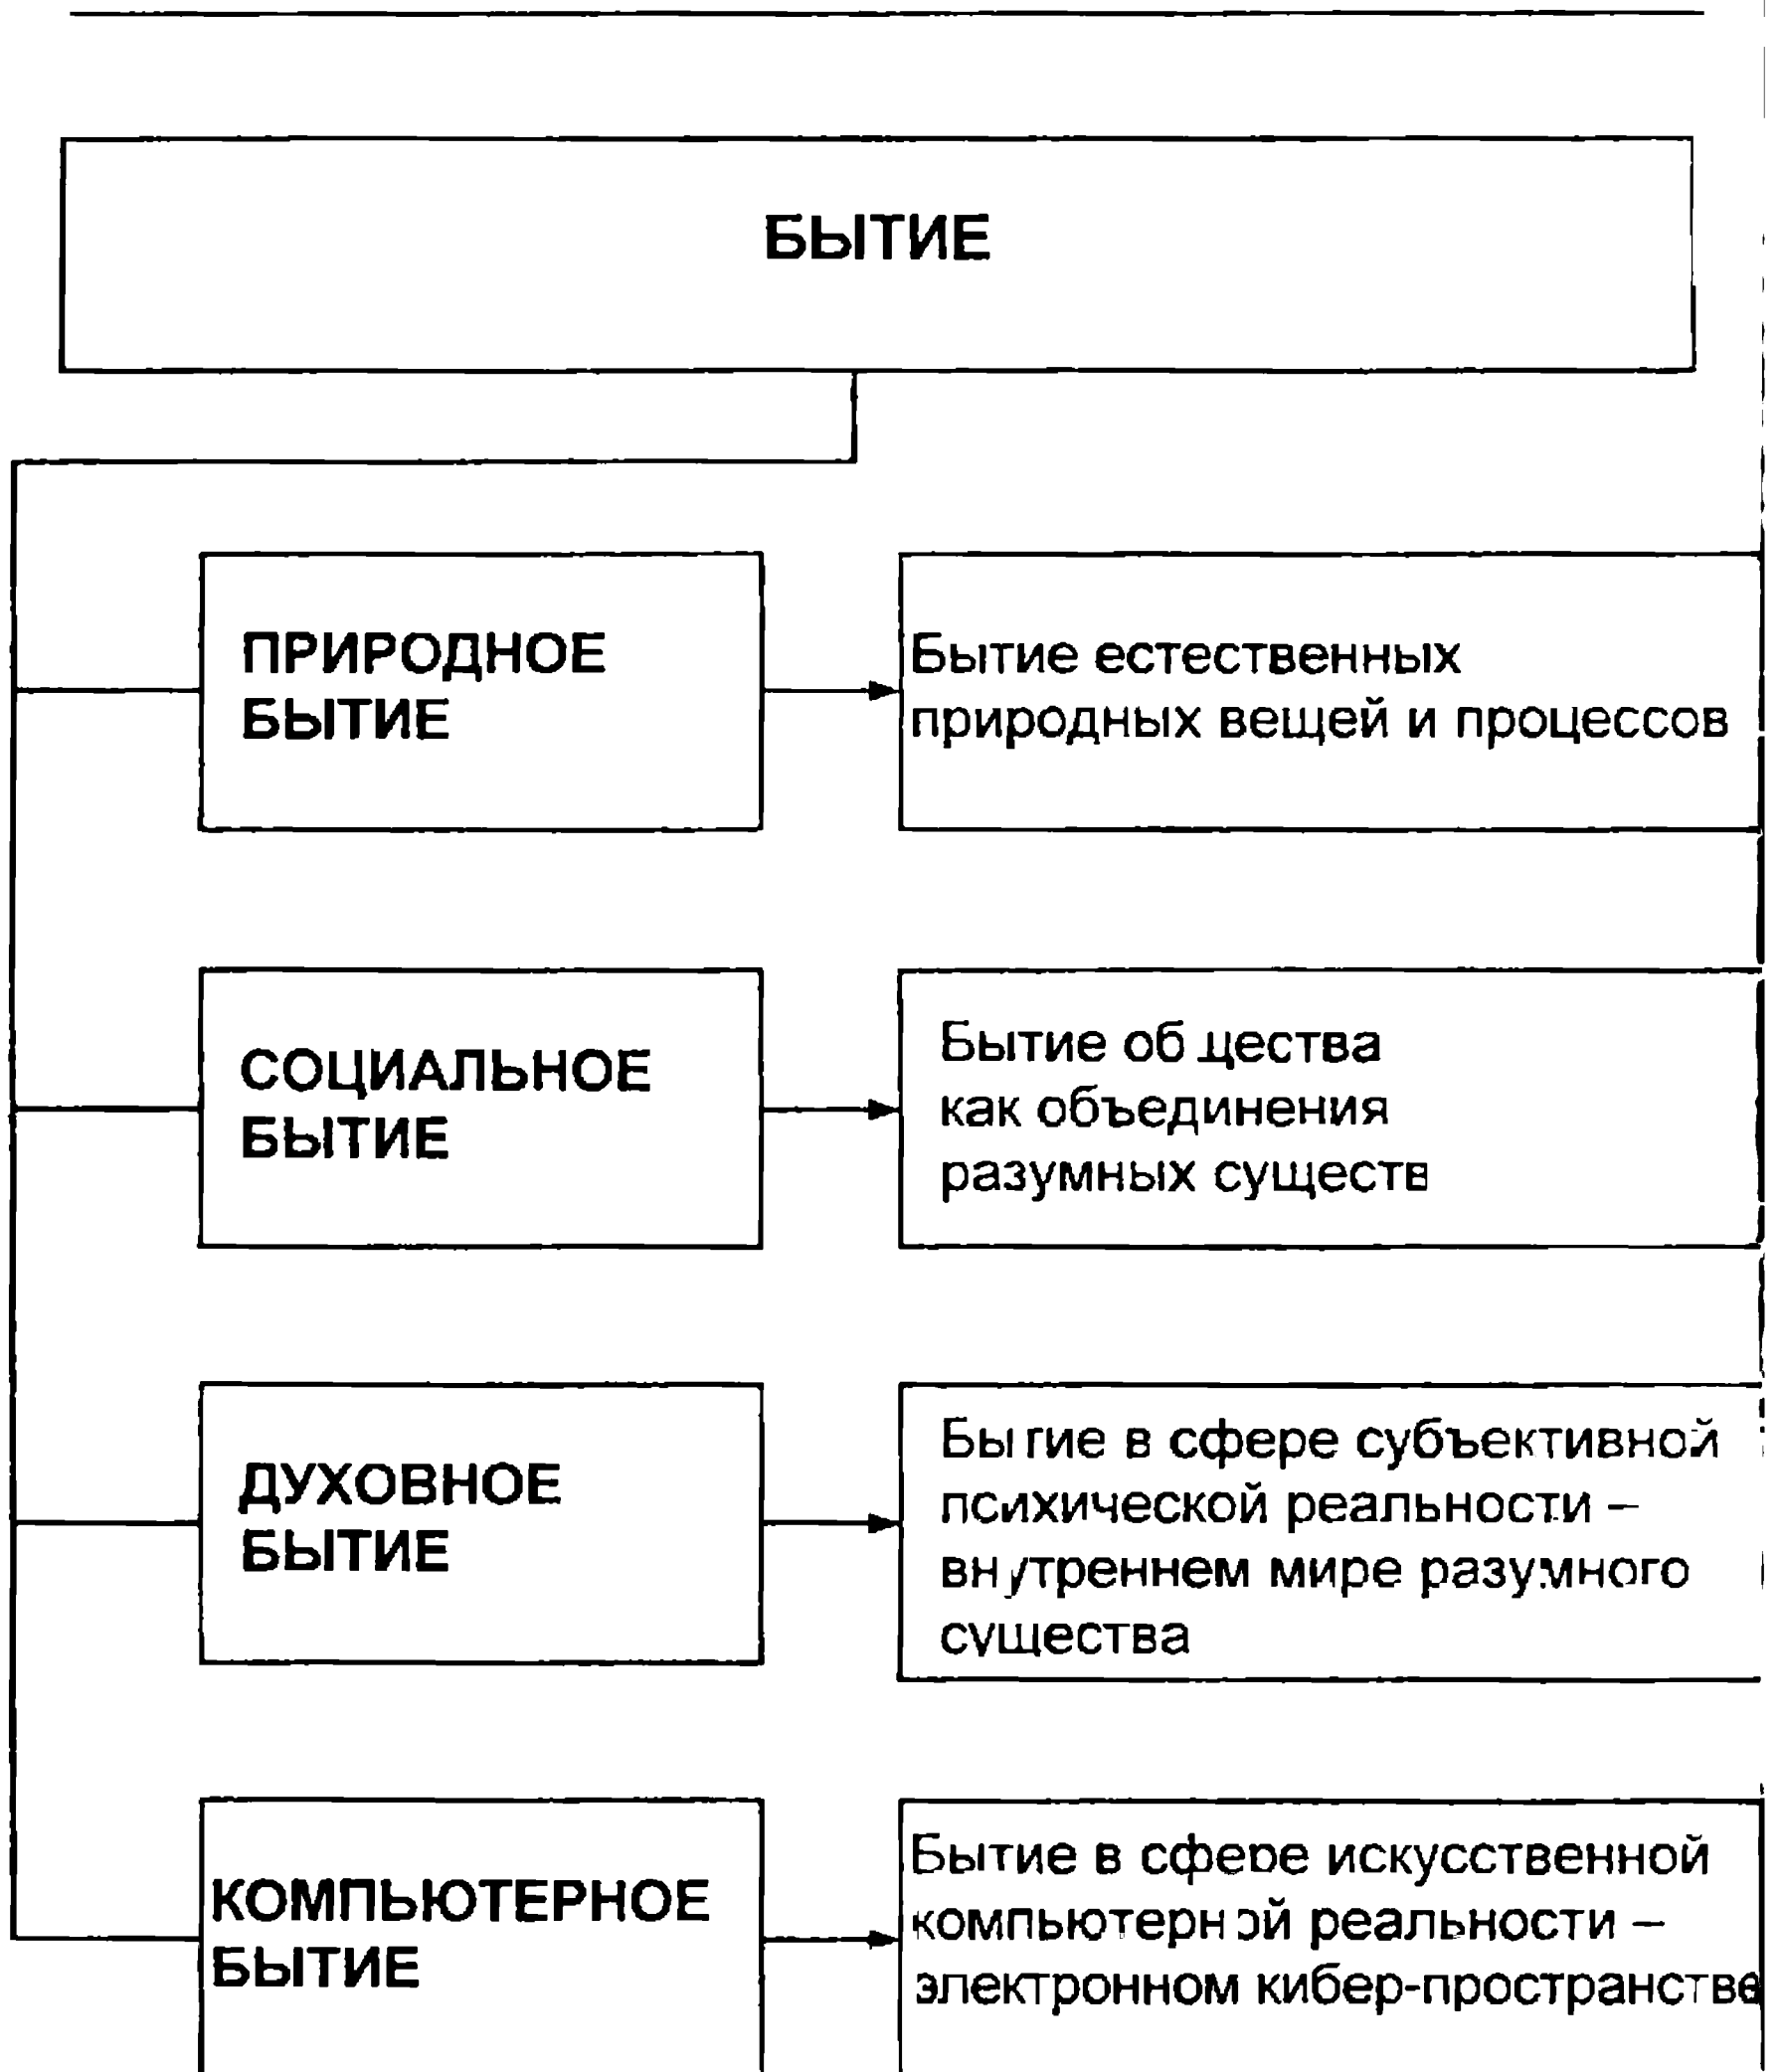 БЫТИЕ
ПРИРОДНОЕ
БЫТИЕ
Бытие естественных
природных вещей и процессов
СОЦИАЛЬНОЕ
БЫТИЕ
Бытие общества
как объединения
разумных существ
ДУХОВНОЕ
БЫТИЕ
Бытие в сфере субъективной
психической реальности –
внутреннем мире разумного
существа
КОМПЬЮТЕРНОЕ
БЫТИЕ
Бытие в сфере искусственной
компьютерной реальности –
электронном кибер-пространстве